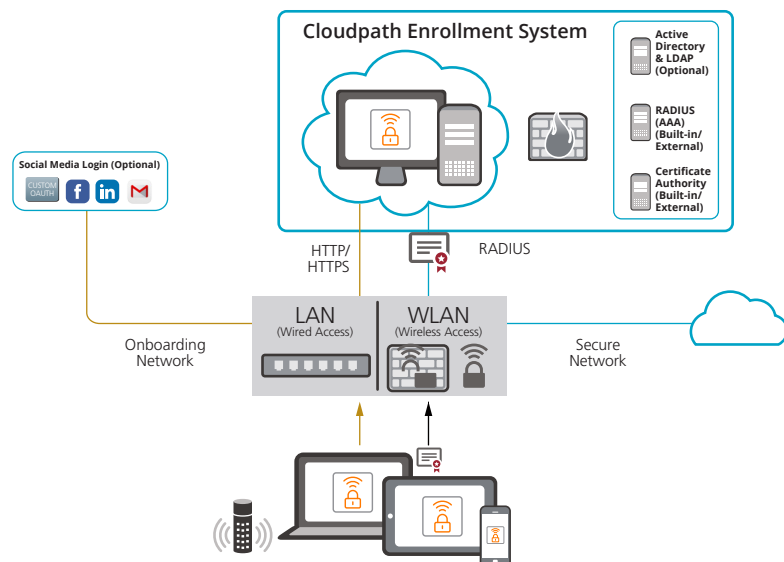 Cloudpath Enrollment System
Active
Directory
& LDAP
(Optional)
RADIUS
(AAA)
(Built-in/
External)
Certificate
Authority
(Built-in/
External)
Social Media Login (Optional)
CUSTOM
OAUTH
f
in
M
HTTP/
HTTPS
RADIUS
LAN
(Wired Access)
WLAN
(Wireless Access)
Onboarding
Network
Secure
Network